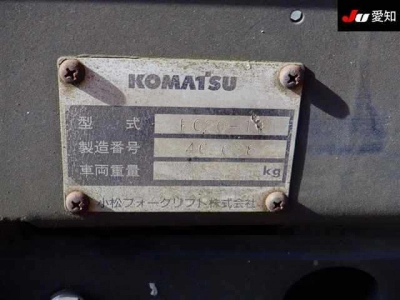 Ju 愛知
KOMATSU
型式
製造番号
車両重量 kg
小松フォークリフト株式会社